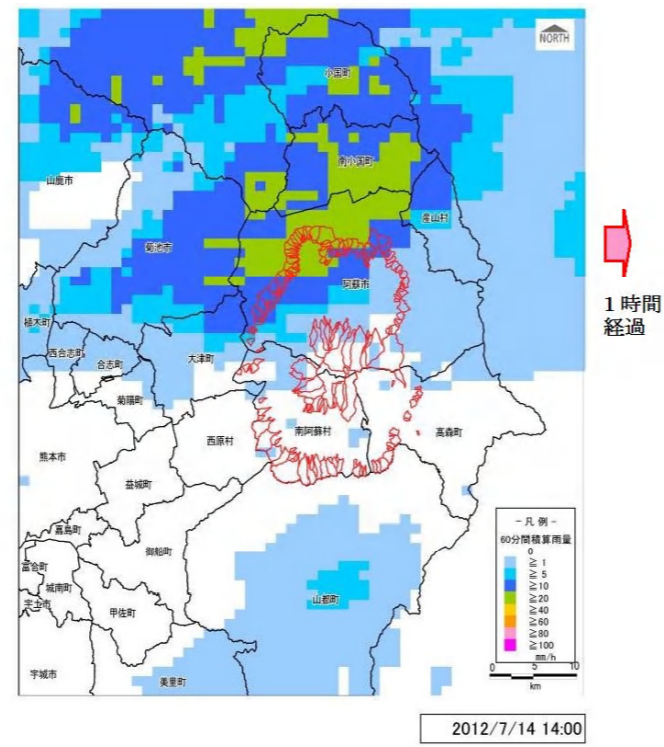 NORTH
小国町
南小国町
山鹿市
産山村
菊池市
阿蘇市
1時間
経過
植木町
西合志町
合志町
大津町
菊陽町
西原村
南阿蘇村
高森町
熊本市
益城町
嘉島町
御船町
富合町
城南町
宇土市
甲佐町
山都町
宇城市
美里町
- 凡 例 -
60分間積算雨量
0
≧ 1
≧ 5
≧ 10
≧ 20
≧ 40
≧ 60
≧ 80
≧ 100
mm/h
0 5 10
km
2012/7/14 14:00